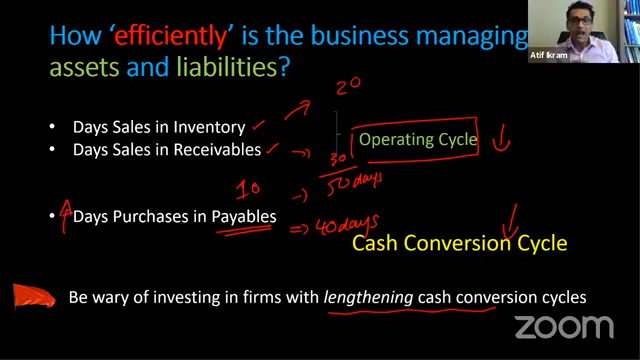 How 'efficiently' is the business managing
assets and liabilities?
Atif Ikram
20
• Days Sales in Inventory
• Days Sales in Receivables
Operating Cycle
30
50 days
10
• Days Purchases in Payables
40 days
Cash Conversion Cycle
Be wary of investing in firms with lengthening cash conversion cycles
zoom